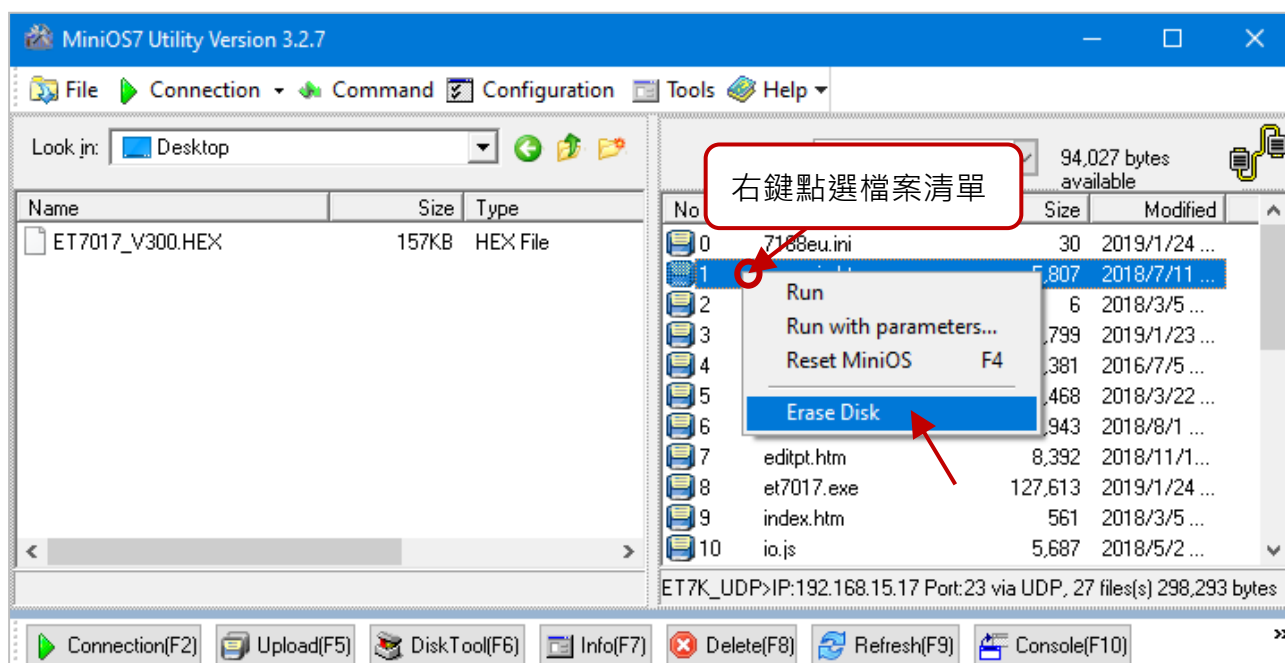 MiniOS7 Utility Version 3.2.7
File Connection Command Configuration Tools Help
Look in: Desktop
94,027 bytes available
右鍵點選檔案清單
Name Size Type
ET7017_V300.HEX 157KB HEX File
No Size Modified
0 7188eu.ini 30 2019/1/24 ...
1 5,807 2018/7/11 ...
2 6 2018/3/5 ...
3 ,799 2019/1/23 ...
4 ,381 2016/7/5 ...
5 ,468 2018/3/22 ...
6 ,943 2018/8/1 ...
7 editpt.htm 8,392 2018/11/1...
8 et7017.exe 127,613 2019/1/24 ...
9 index.htm 561 2018/3/5 ...
10 io.js 5,687 2018/5/2 ...
Run
Run with parameters...
Reset MiniOS F4
Erase Disk
ET7K_UDP>IP:192.168.15.17 Port:23 via UDP, 27 files(s) 298,293 bytes
Connection(F2) Upload(F5) DiskTool(F6) Info(F7) Delete(F8) Refresh(F9) Console(F10)